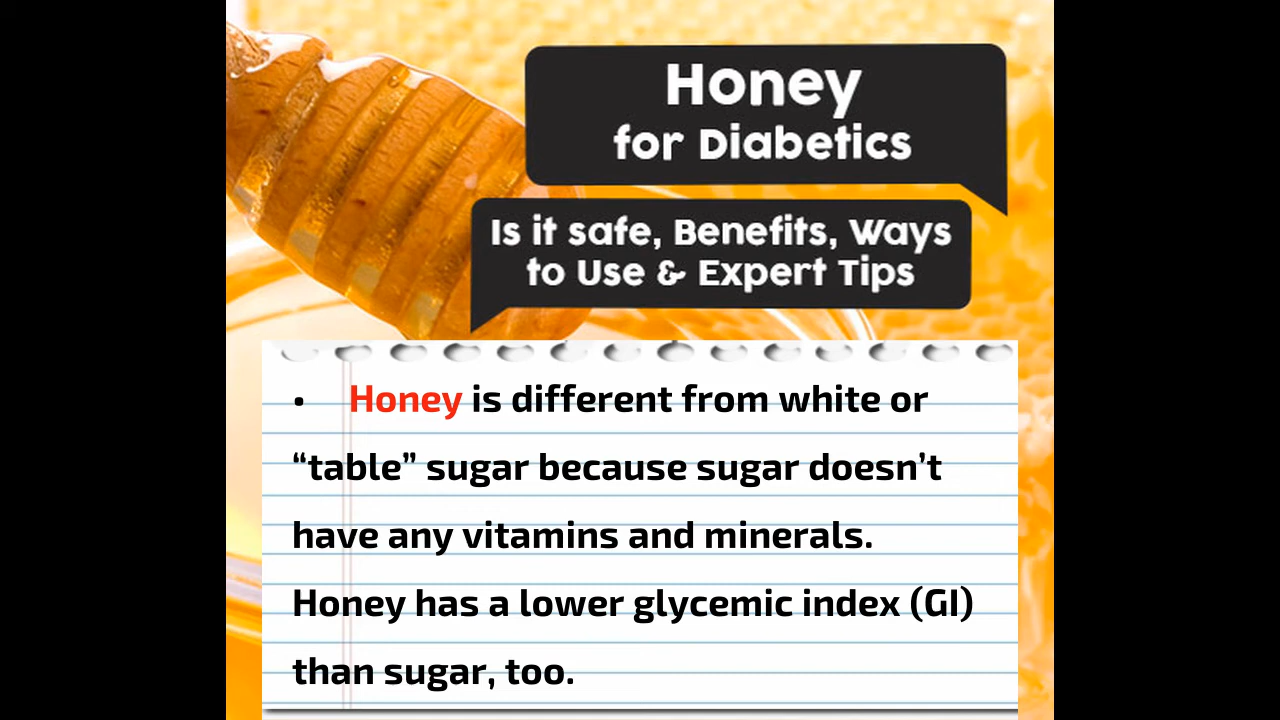 Honey
for Diabetics
Is it safe, Benefits, Ways
to Use & Expert Tips
• Honey is different from white or
“table” sugar because sugar doesn’t
have any vitamins and minerals.
Honey has a lower glycemic index (GI)
than sugar, too.